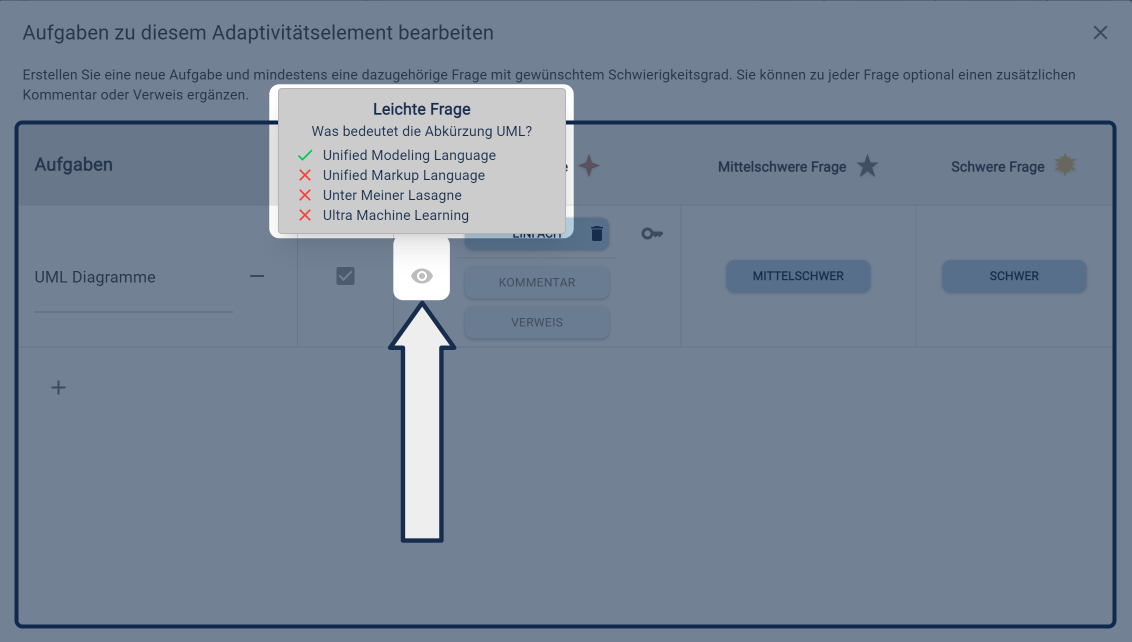 Aufgaben zu diesem Adaptivitätselement bearbeiten
Erstellen Sie eine neue Aufgabe und mindestens eine dazugehörige Frage mit gewünschtem Schwierigkeitsgrad. Sie können zu jeder Frage optional einen zusätzlichen
Kommentar oder Verweis ergänzen.
Leichte Frage
Was bedeutet die Abkürzung UML?
Unified Modeling Language
Unified Markup Language
Unter Meiner Lasagne
Ultra Machine Learning
Aufgaben
Mittelschwere Frage
Schwere Frage
EINFACH
UML Diagramme
MITTELSCHWER
SCHWER
KOMMENTAR
VERWEIS